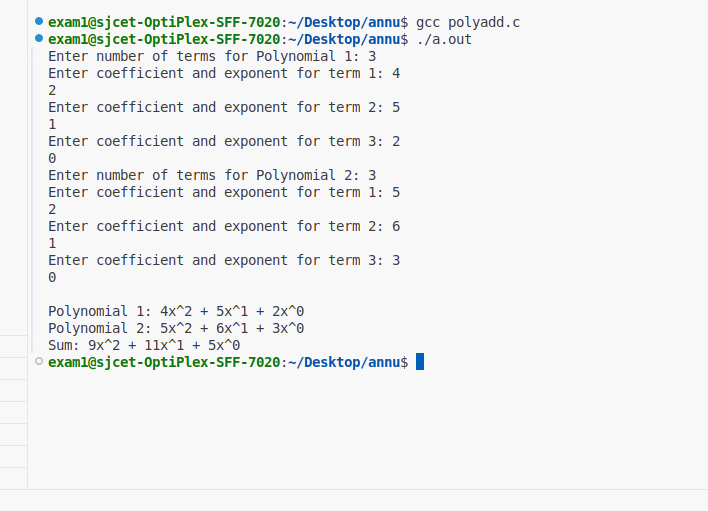 exam1@sjcet-OptiPlex-SFF-7020:~/Desktop/annu$ gcc polyadd.c
exam1@sjcet-OptiPlex-SFF-7020:~/Desktop/annu$ ./a.out
Enter number of terms for Polynomial 1: 3
Enter coefficient and exponent for term 1: 4
2
Enter coefficient and exponent for term 2: 5
1
Enter coefficient and exponent for term 3: 2
0
Enter number of terms for Polynomial 2: 3
Enter coefficient and exponent for term 1: 5
2
Enter coefficient and exponent for term 2: 6
1
Enter coefficient and exponent for term 3: 3
0
Polynomial 1: 4x^2 + 5x^1 + 2x^0
Polynomial 2: 5x^2 + 6x^1 + 3x^0
Sum: 9x^2 + 11x^1 + 5x^0
exam1@sjcet-OptiPlex-SFF-7020:~/Desktop/annu$